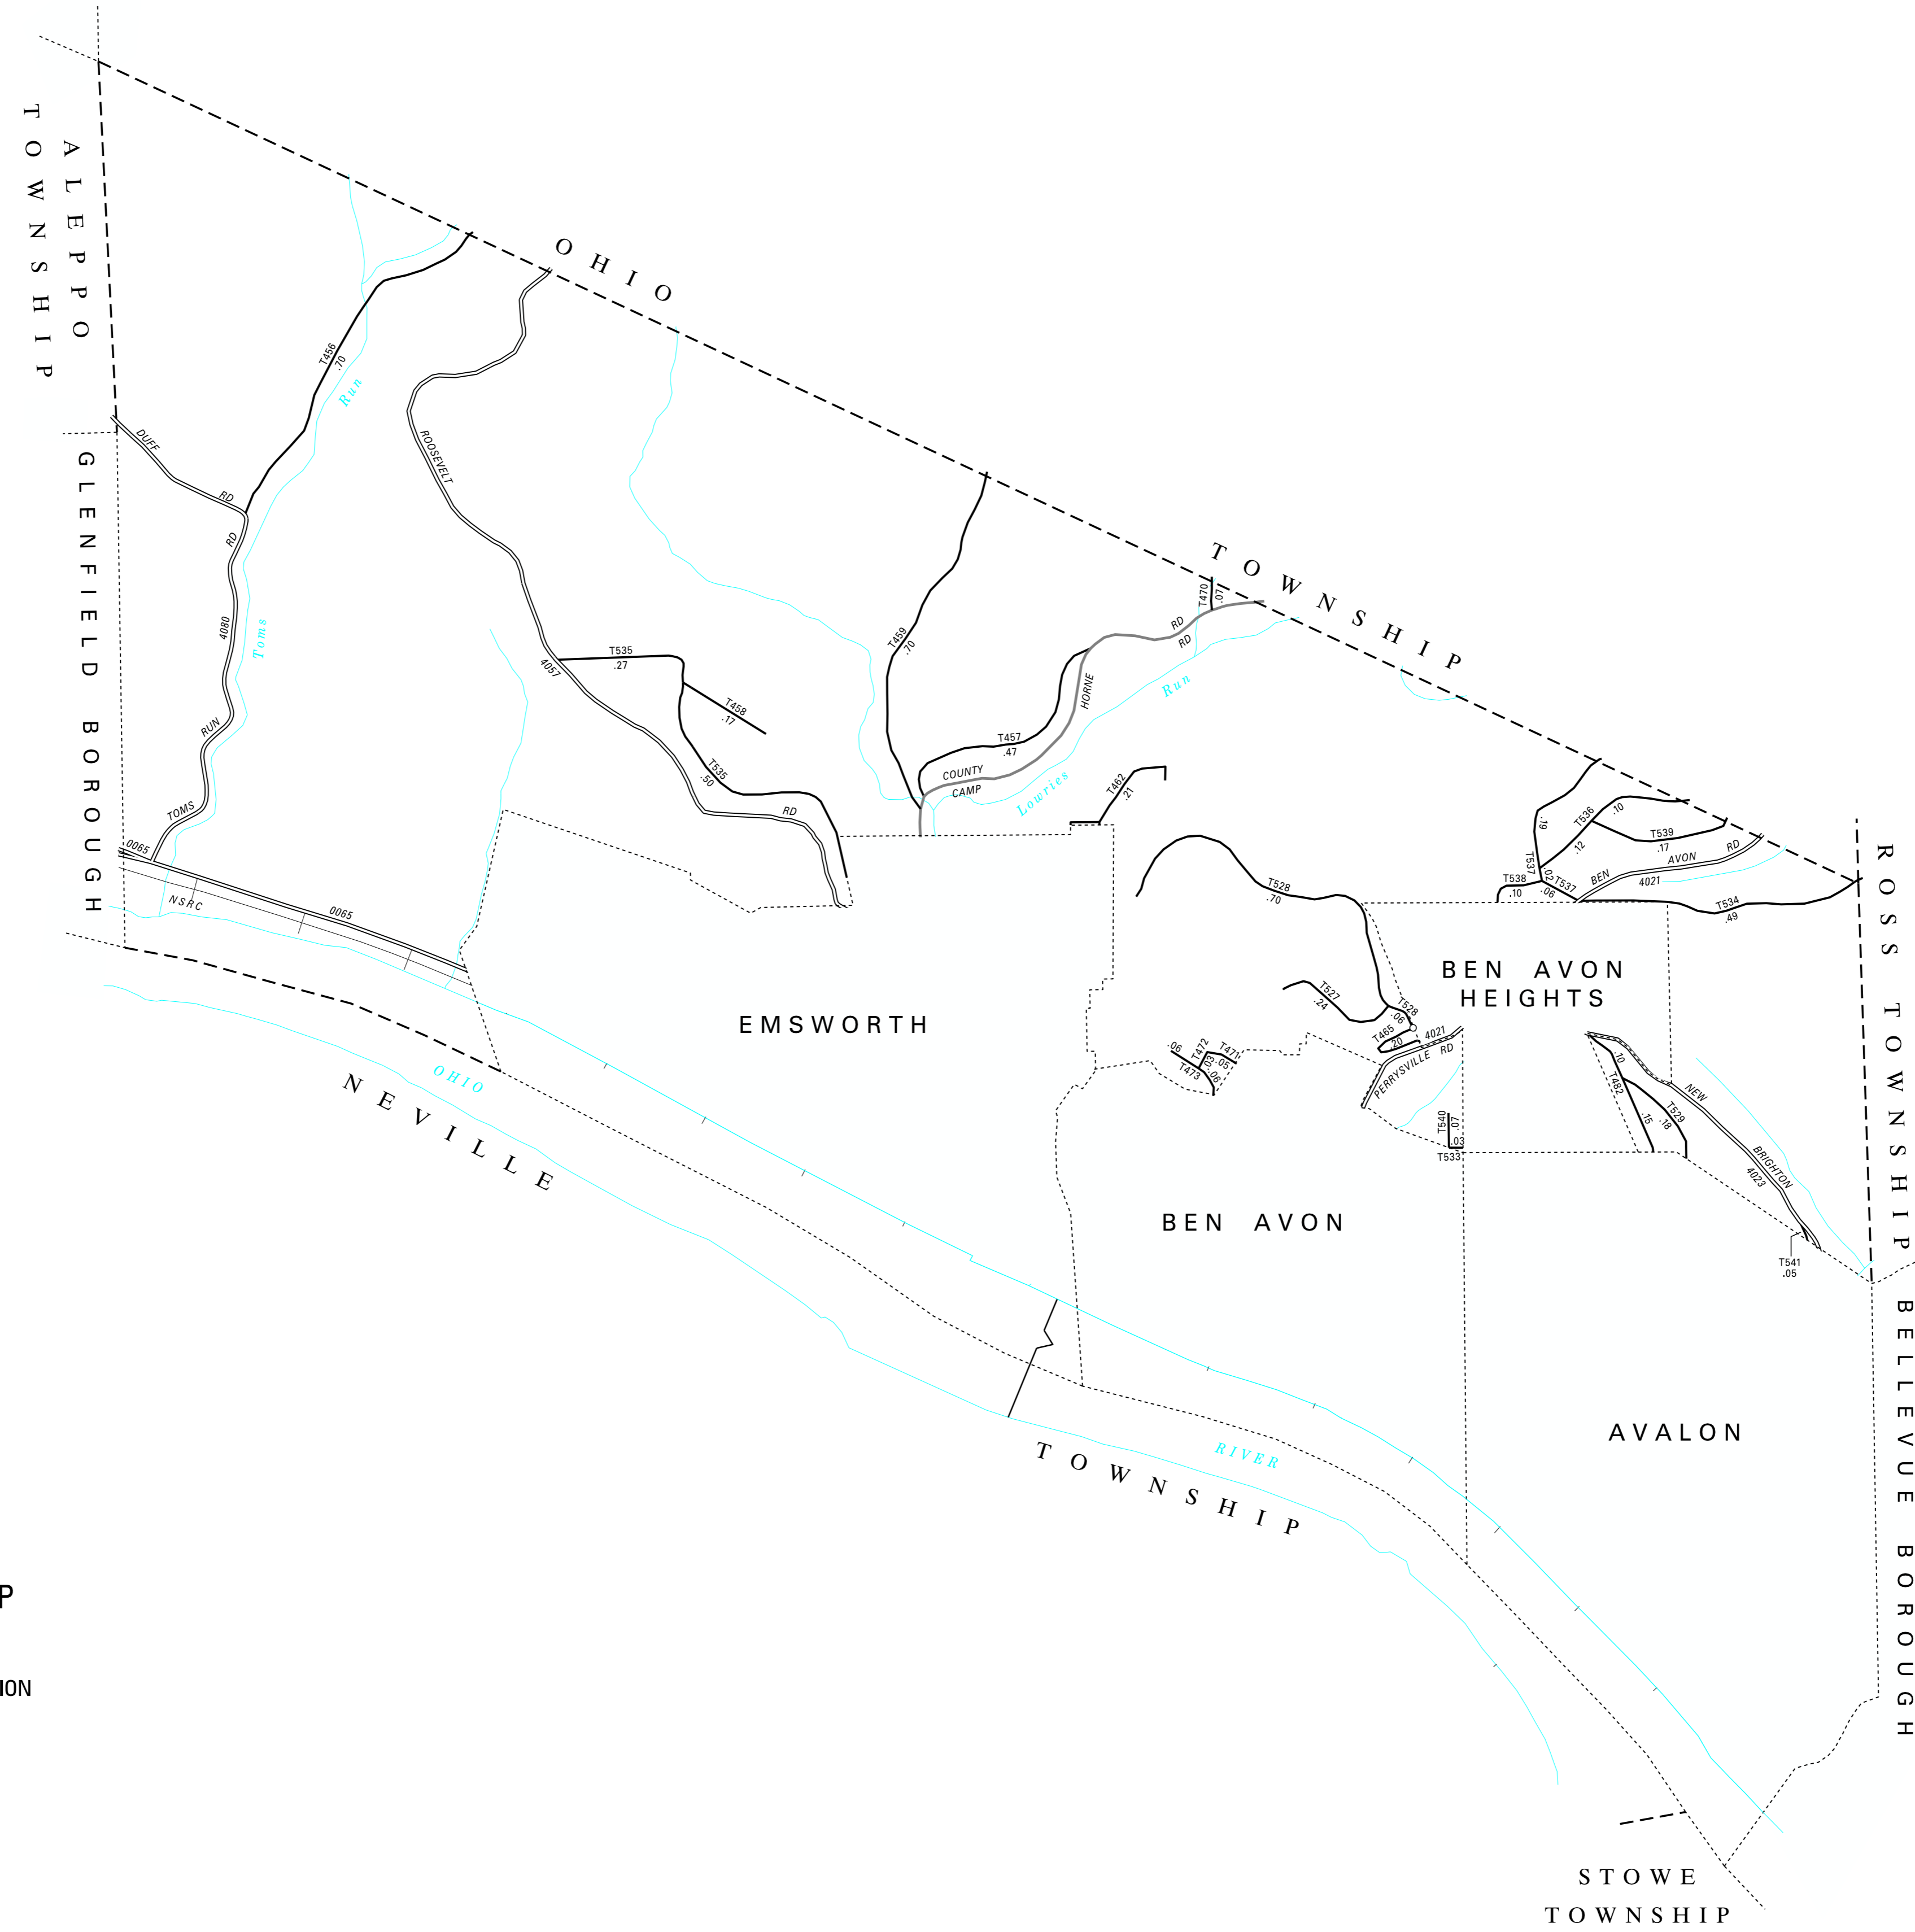 ALEPPO
TOWNSHIP
OHIO
TOWNSHIP
GLENFIELD BOROUGH
T456
.70
Run
DUFF
RD
RD
4080
Toms
RUN
TOMS
0065
NSRC
0065
ROOSEVELT
4057
RD
T535
.27
T458
.17
T535
.50
T459
.70
T457
.47
COUNTY
CAMP
HORNE
RD
RD
T470
.07
Run
Lowries
T462
.21
T528
.70
T527
.24
T528
.06
T465
.20
4021
PERRYSVILLE RD
.06
T473
T472
.03
T471
.05
.06
T540
.07
.03
T533
.19
T536
.10
.12
T539
.17
T537
.02
T537
.06
T538
.10
BEN AVON RD
4021
T534
.49
BEN AVON
HEIGHTS
.10
T482
.15
T529
.18
NEW
BRIGHTON
4023
T541
.05
ROSS TOWNSHIP
BELLEVUE BOROUGH
EMSWORTH
BEN AVON
AVALON
OHIO
RIVER
NEVILLE
TOWNSHIP
STOWE
TOWNSHIP
P
ION